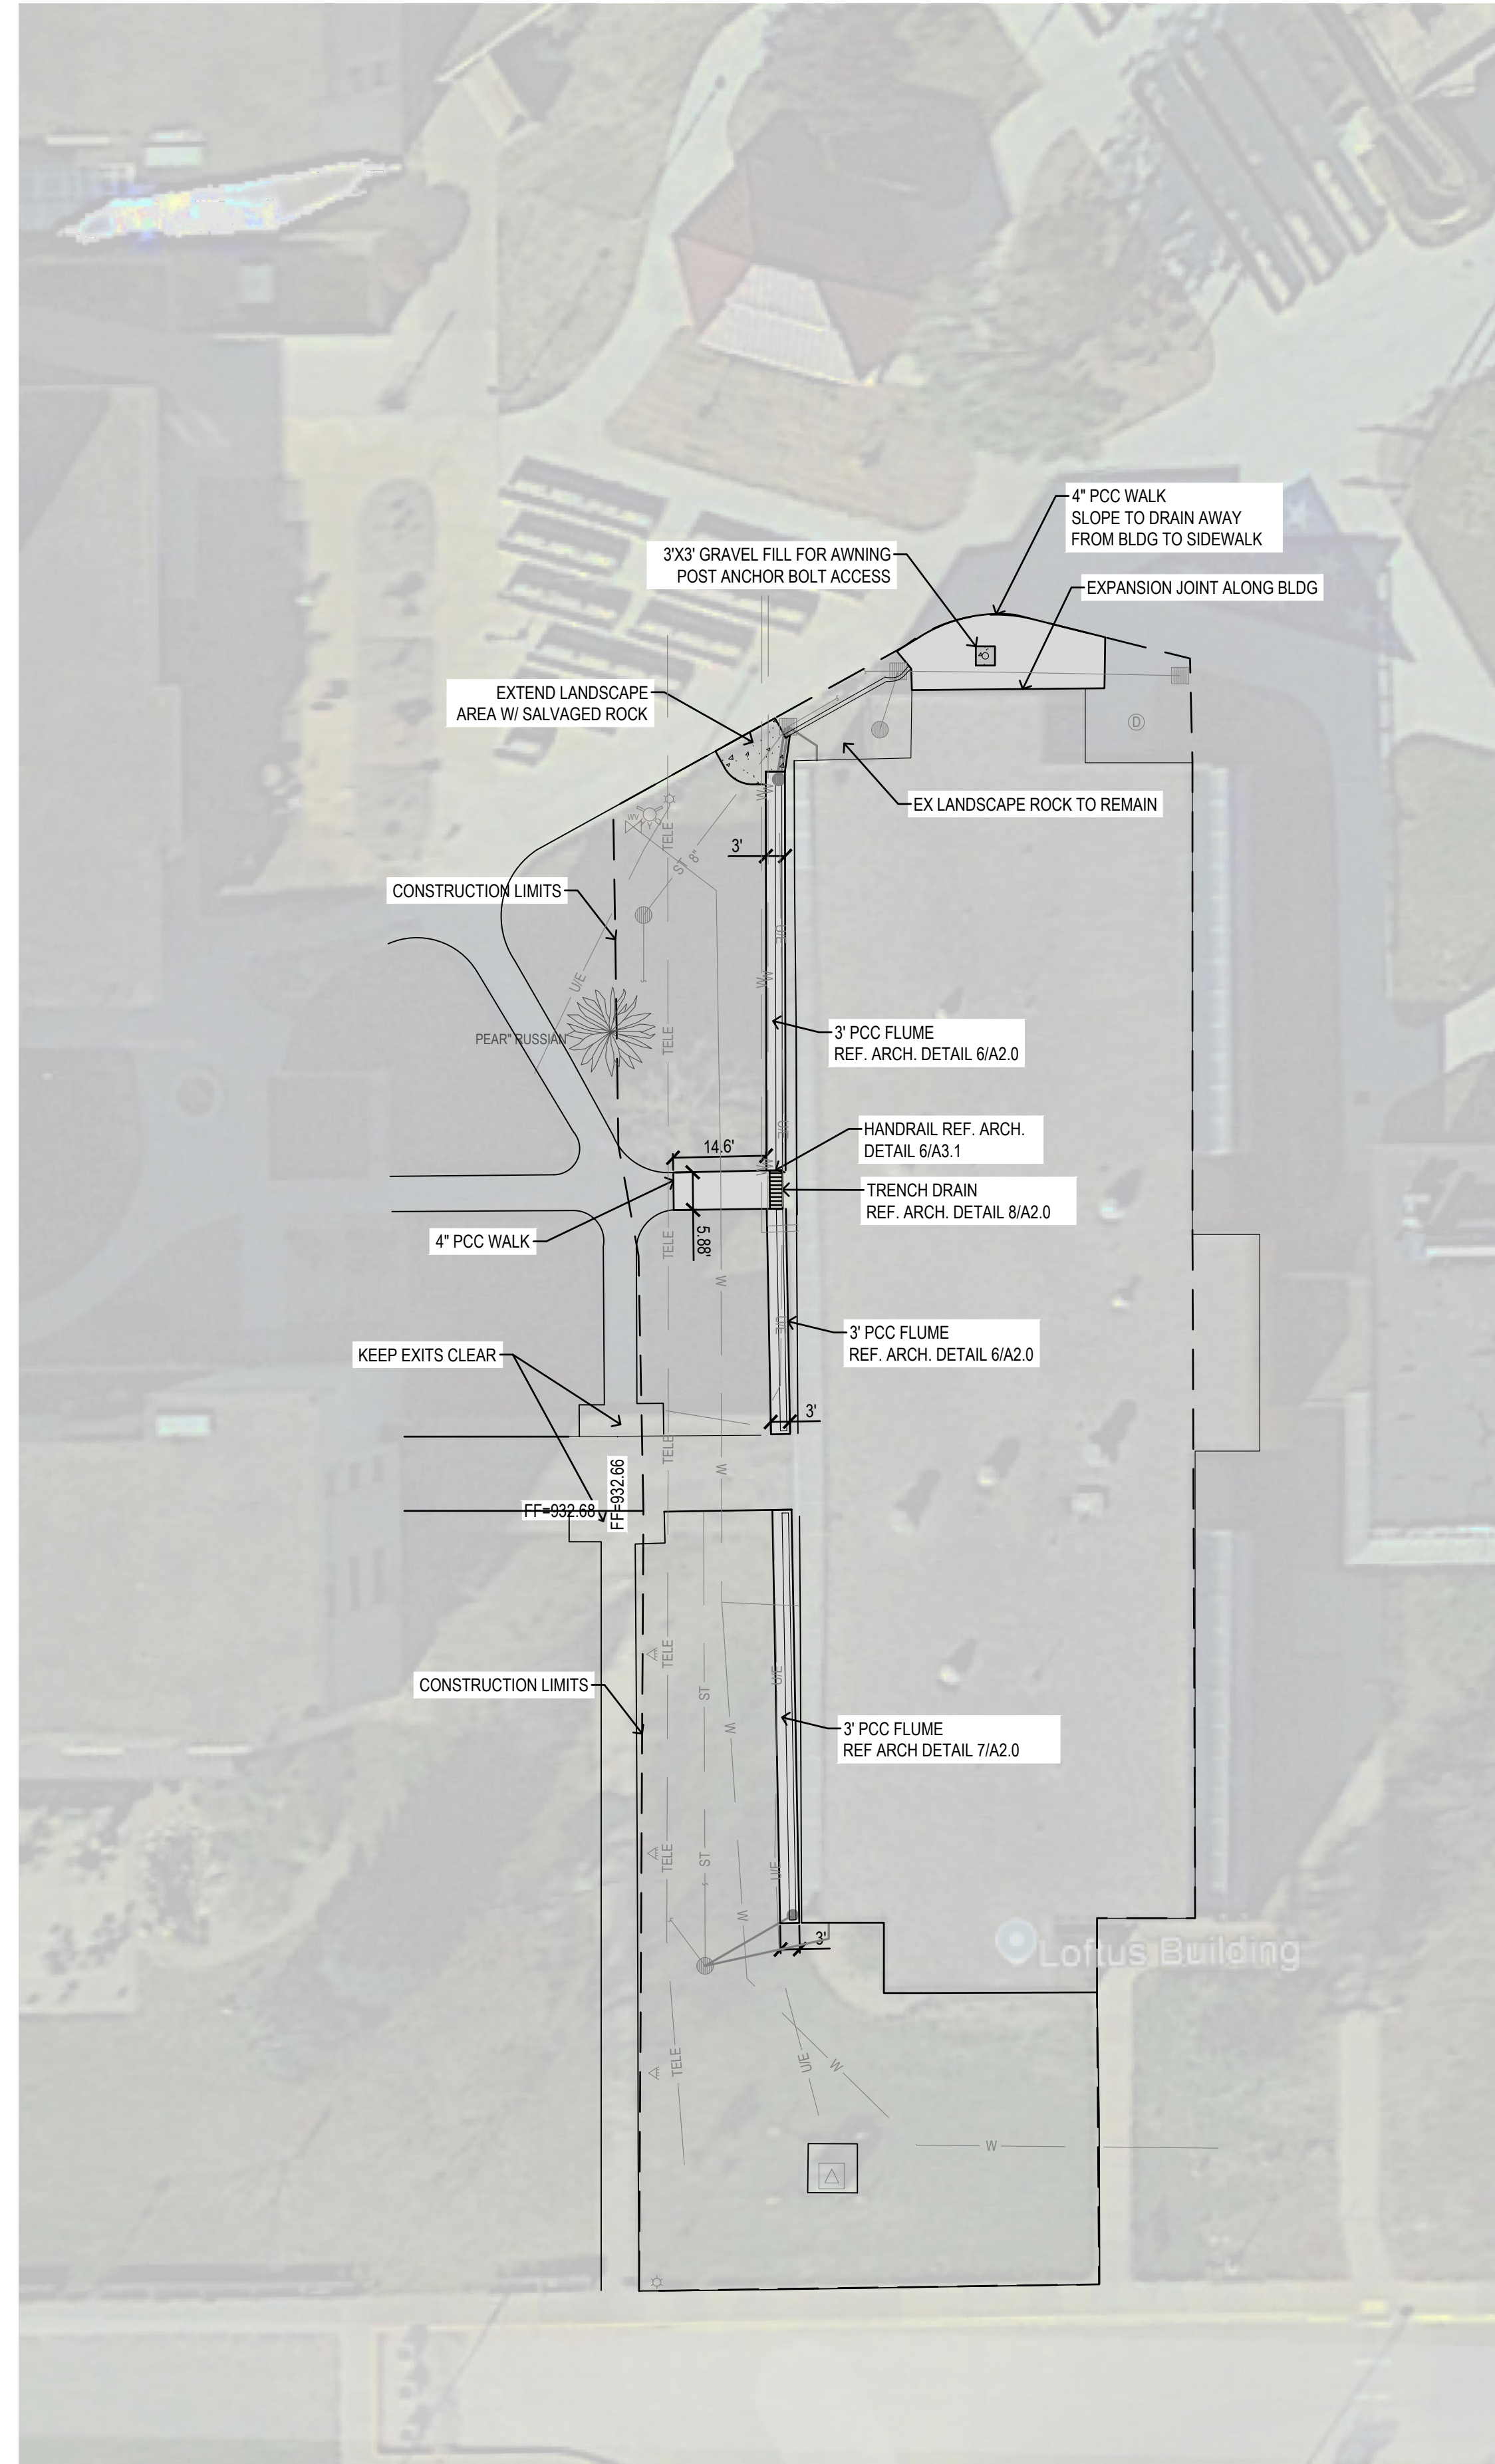 4" PCC WALK
SLOPE TO DRAIN AWAY
FROM BLDG TO SIDEWALK
3'X3' GRAVEL FILL FOR AWNING
POST ANCHOR BOLT ACCESS
EXPANSION JOINT ALONG BLDG
EXTEND LANDSCAPE
AREA W/ SALVAGED ROCK
D
EX LANDSCAPE ROCK TO REMAIN
WV
TELE
W
3'
ST 8"
CONSTRUCTION LIMITS
U/E
U/E
W
PEAR" RUSSIAN
TELE
3' PCC FLUME
REF. ARCH. DETAIL 6/A2.0
HANDRAIL REF. ARCH.
DETAIL 6/A3.1
U/E
14.6'
W
TRENCH DRAIN
REF. ARCH. DETAIL 8/A2.0
4" PCC WALK
5.88'
TELE
W
3' PCC FLUME
REF. ARCH. DETAIL 6/A2.0
U/E
KEEP EXITS CLEAR
3'
TELE
W
FF=932.68
FF=932.66
TELE
U/E
CONSTRUCTION LIMITS
ST
W
3' PCC FLUME
REF ARCH DETAIL 7/A2.0
TELE
ST
U/E
W
3'
Loftus Building
TELE
U/E
W
W